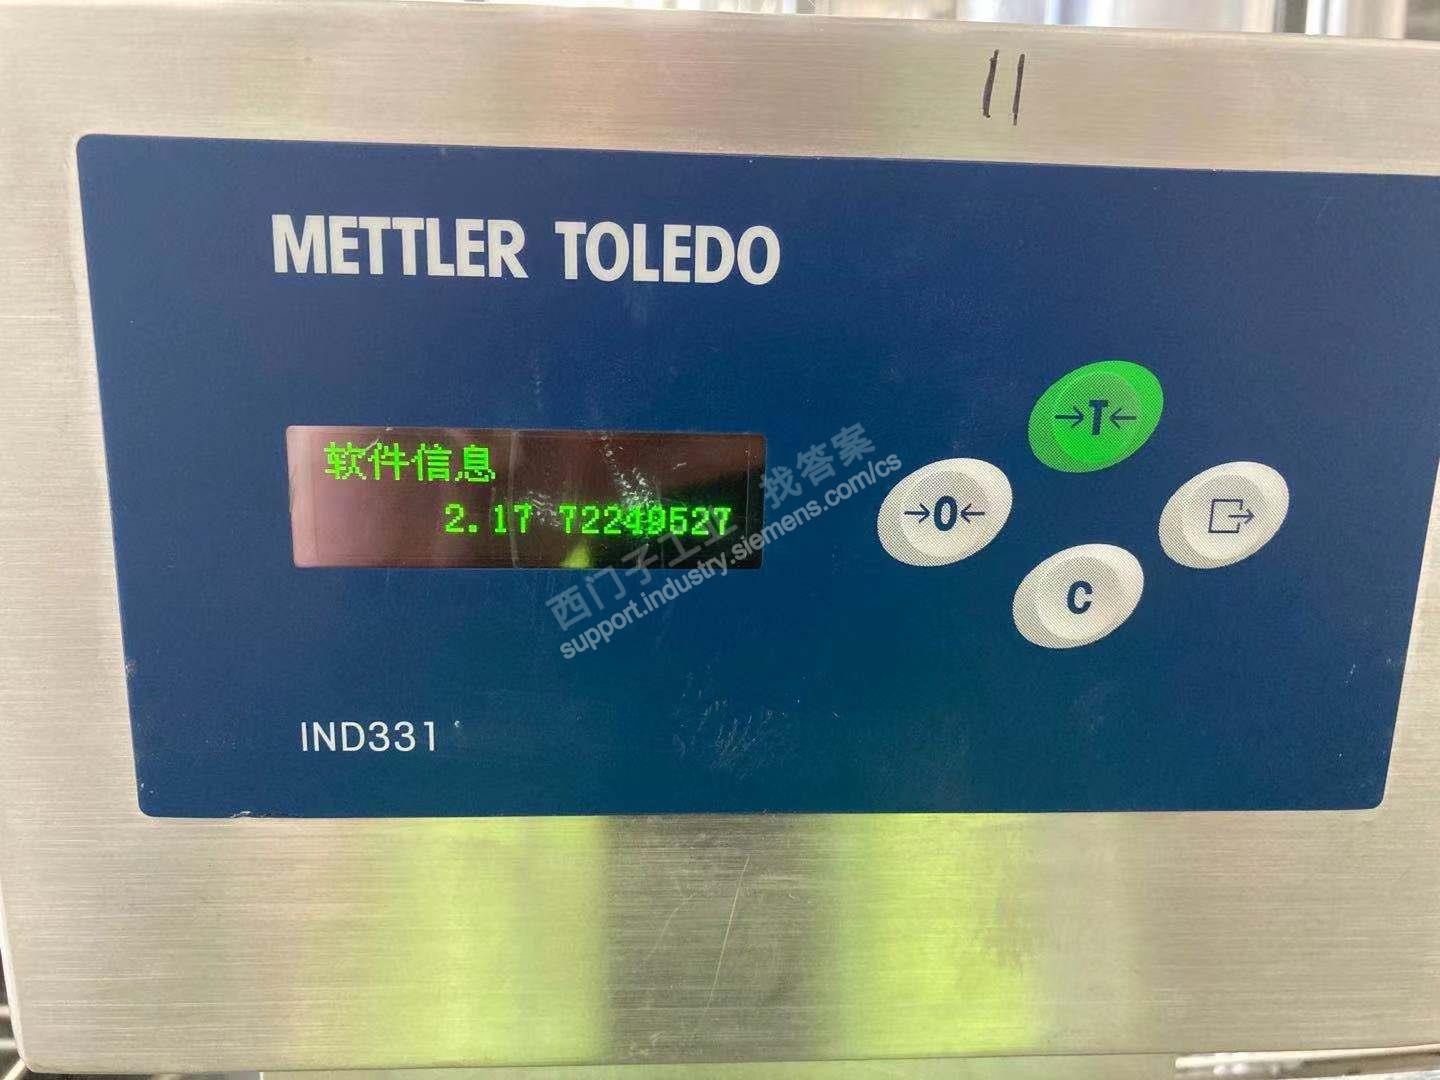 11
METTLER TOLEDO
软件信息
2.17 72249527
→T←
→0←
C
IND331
西门子工业 找答案
support.industry.siemens.com/cs